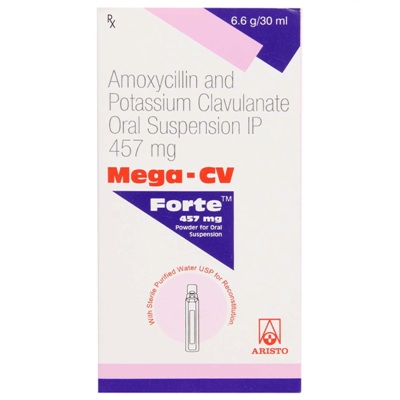 Rx
6.6 g/30 ml
Amoxycillin and
Potassium Clavulanate
Oral Suspension IP
457 mg
Mega-CV
Forte™
457 mg
Powder for Oral
Suspension
With Sterile Purified Water USP for Reconstitution
ARISTO